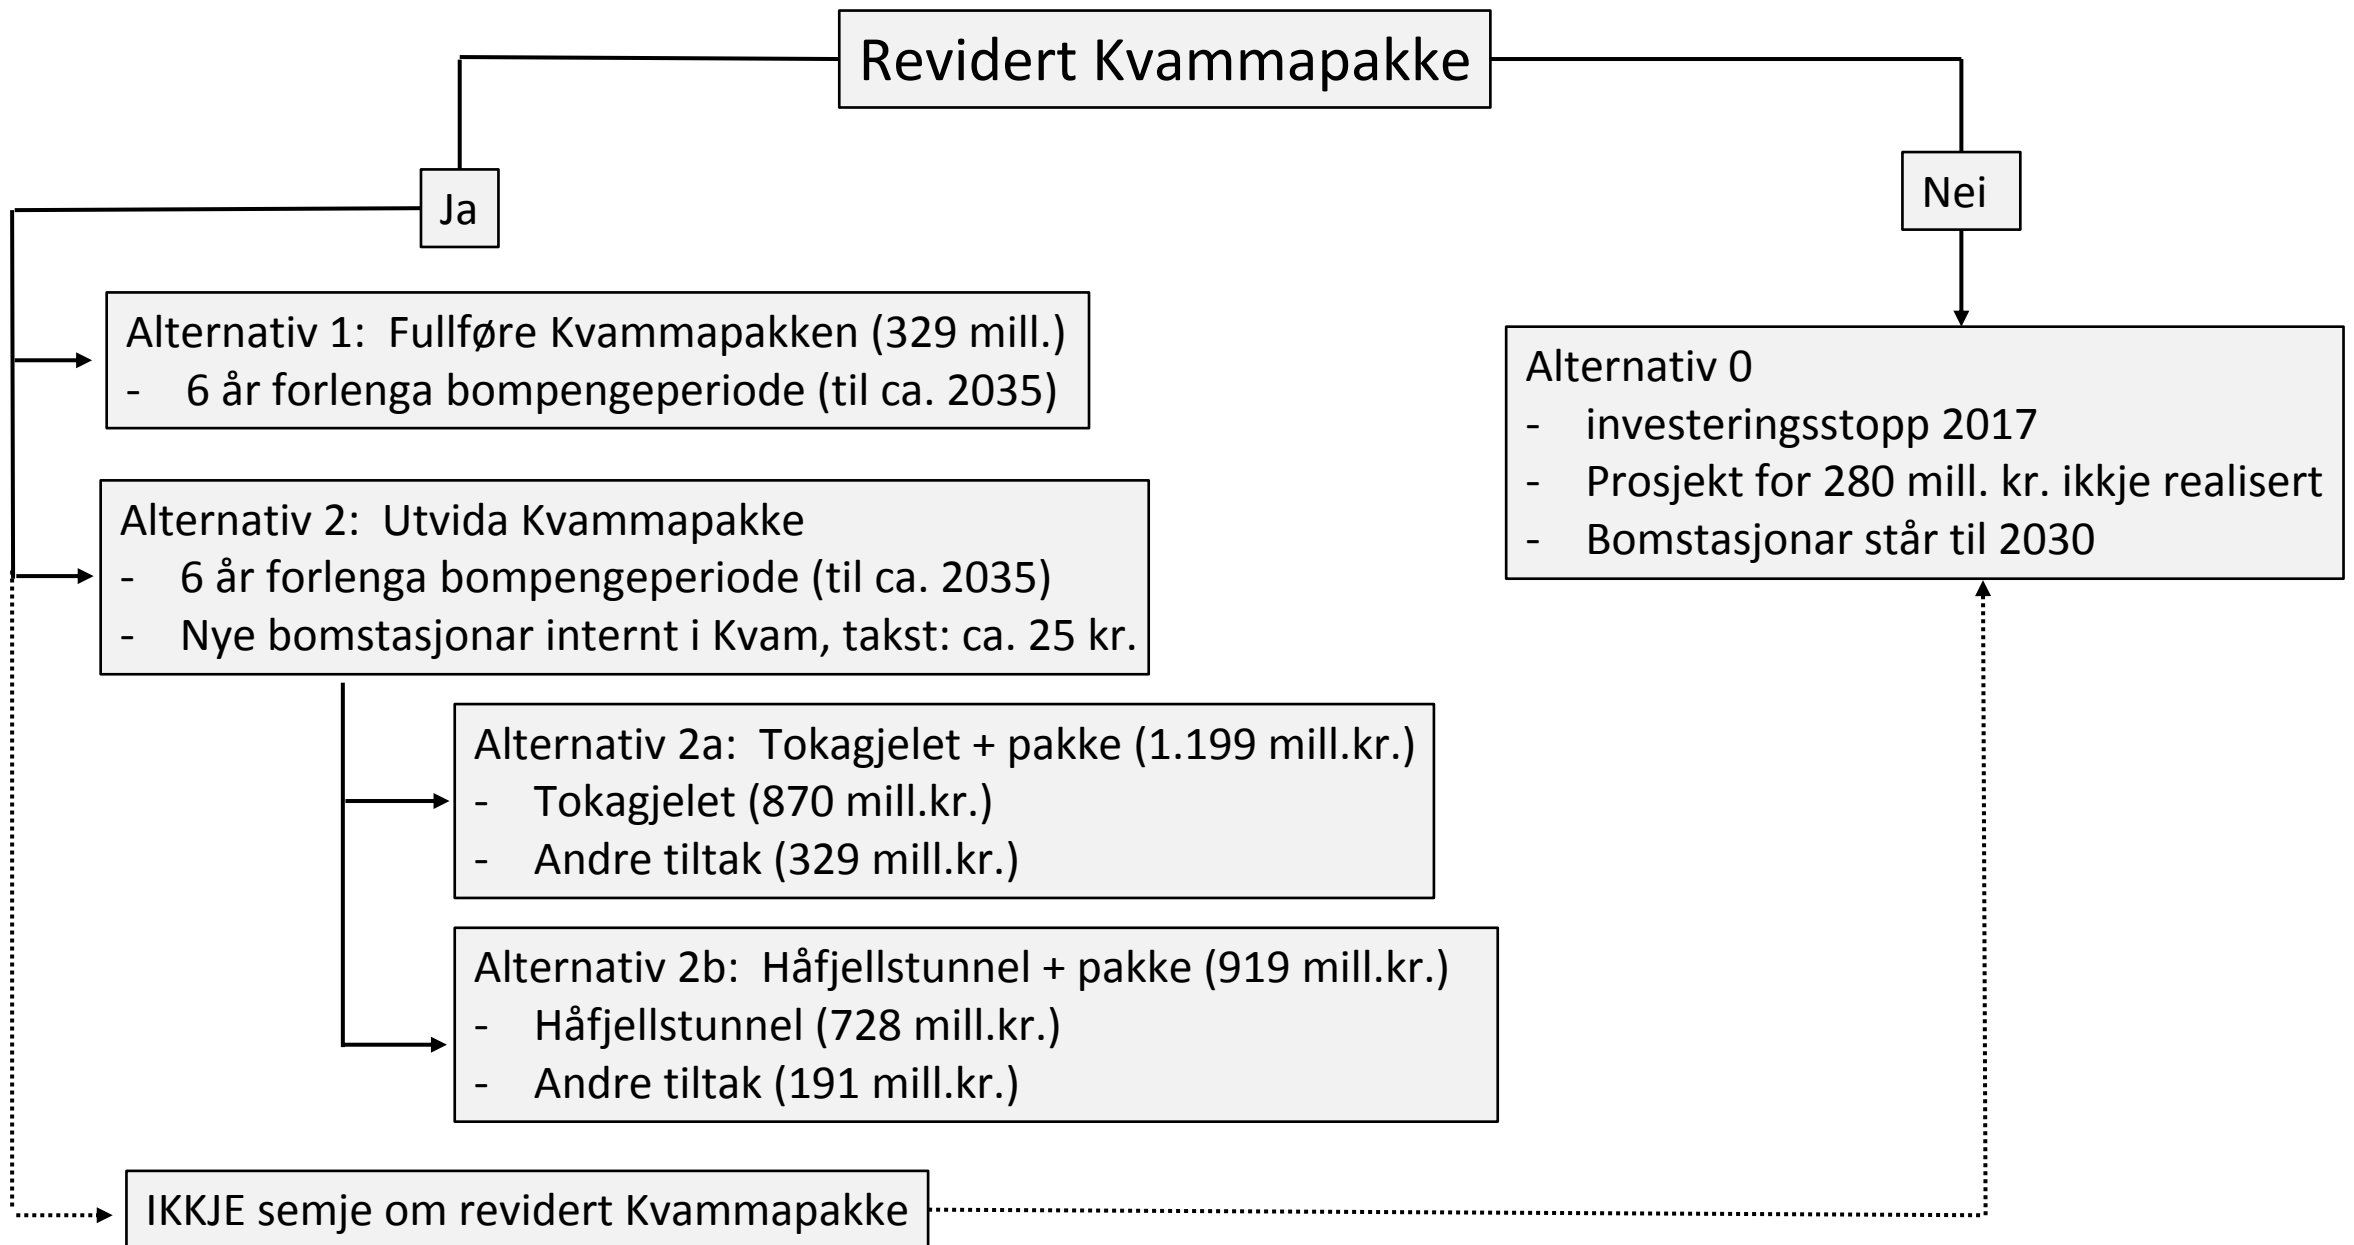 Revidert Kvammapakke
Ja
Nei
Alternativ 1:  Fullføre Kvammapakken (329 mill.)
- 6 år forlenga bompengeperiode (til ca. 2035)
Alternativ 2:  Utvida Kvammapakke
- 6 år forlenga bompengeperiode (til ca. 2035)
- Nye bomstasjonar internt i Kvam, takst: ca. 25 kr.
Alternativ 2a:  Tokagjelet + pakke (1.199 mill.kr.)
- Tokagjelet (870 mill.kr.)
- Andre tiltak (329 mill.kr.)
Alternativ 2b:  Håfjellstunnel + pakke (919 mill.kr.)
- Håfjellstunnel (728 mill.kr.)
- Andre tiltak (191 mill.kr.)
IKKJE semje om revidert Kvammapakke
Alternativ 0
- investeringsstopp 2017
- Prosjekt for 280 mill. kr. ikkje realisert
- Bomstasjonar står til 2030